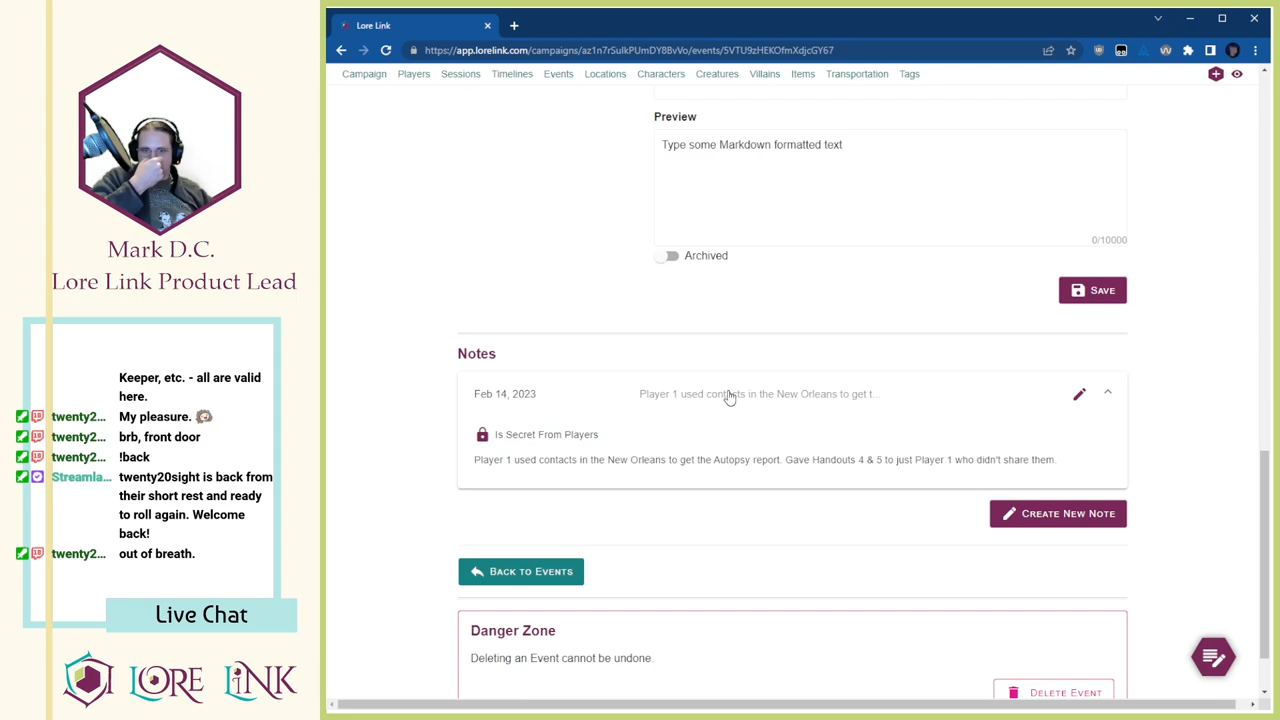 Mark D.C.
Lore Link Product Lead
Keeper, etc. - all are valid
here.
twenty2... My pleasure.
twenty2... brb, front door
twenty2... !back
Streamla... twenty20sight is back from
their short rest and ready
to roll again. Welcome
back!
twenty2... out of breath.
Live Chat
LORE LINK
Lore Link
https://app.lorelink.com/campaigns/az1n7rSulkPUmDY8BvVo/events/5VTU9zHEKOfmXdjcGY67
Campaign Players Sessions Timelines Events Locations Characters Creatures Villains Items Transportation Tags
Preview
Type some Markdown formatted text
0/10000
Archived
SAVE
Notes
Feb 14, 2023 Player 1 used contacts in the New Orleans to get t...
Is Secret From Players
Player 1 used contacts in the New Orleans to get the Autopsy report. Gave Handouts 4 & 5 to just Player 1 who didn't share them.
CREATE NEW NOTE
BACK TO EVENTS
Danger Zone
Deleting an Event cannot be undone.
DELETE EVENT